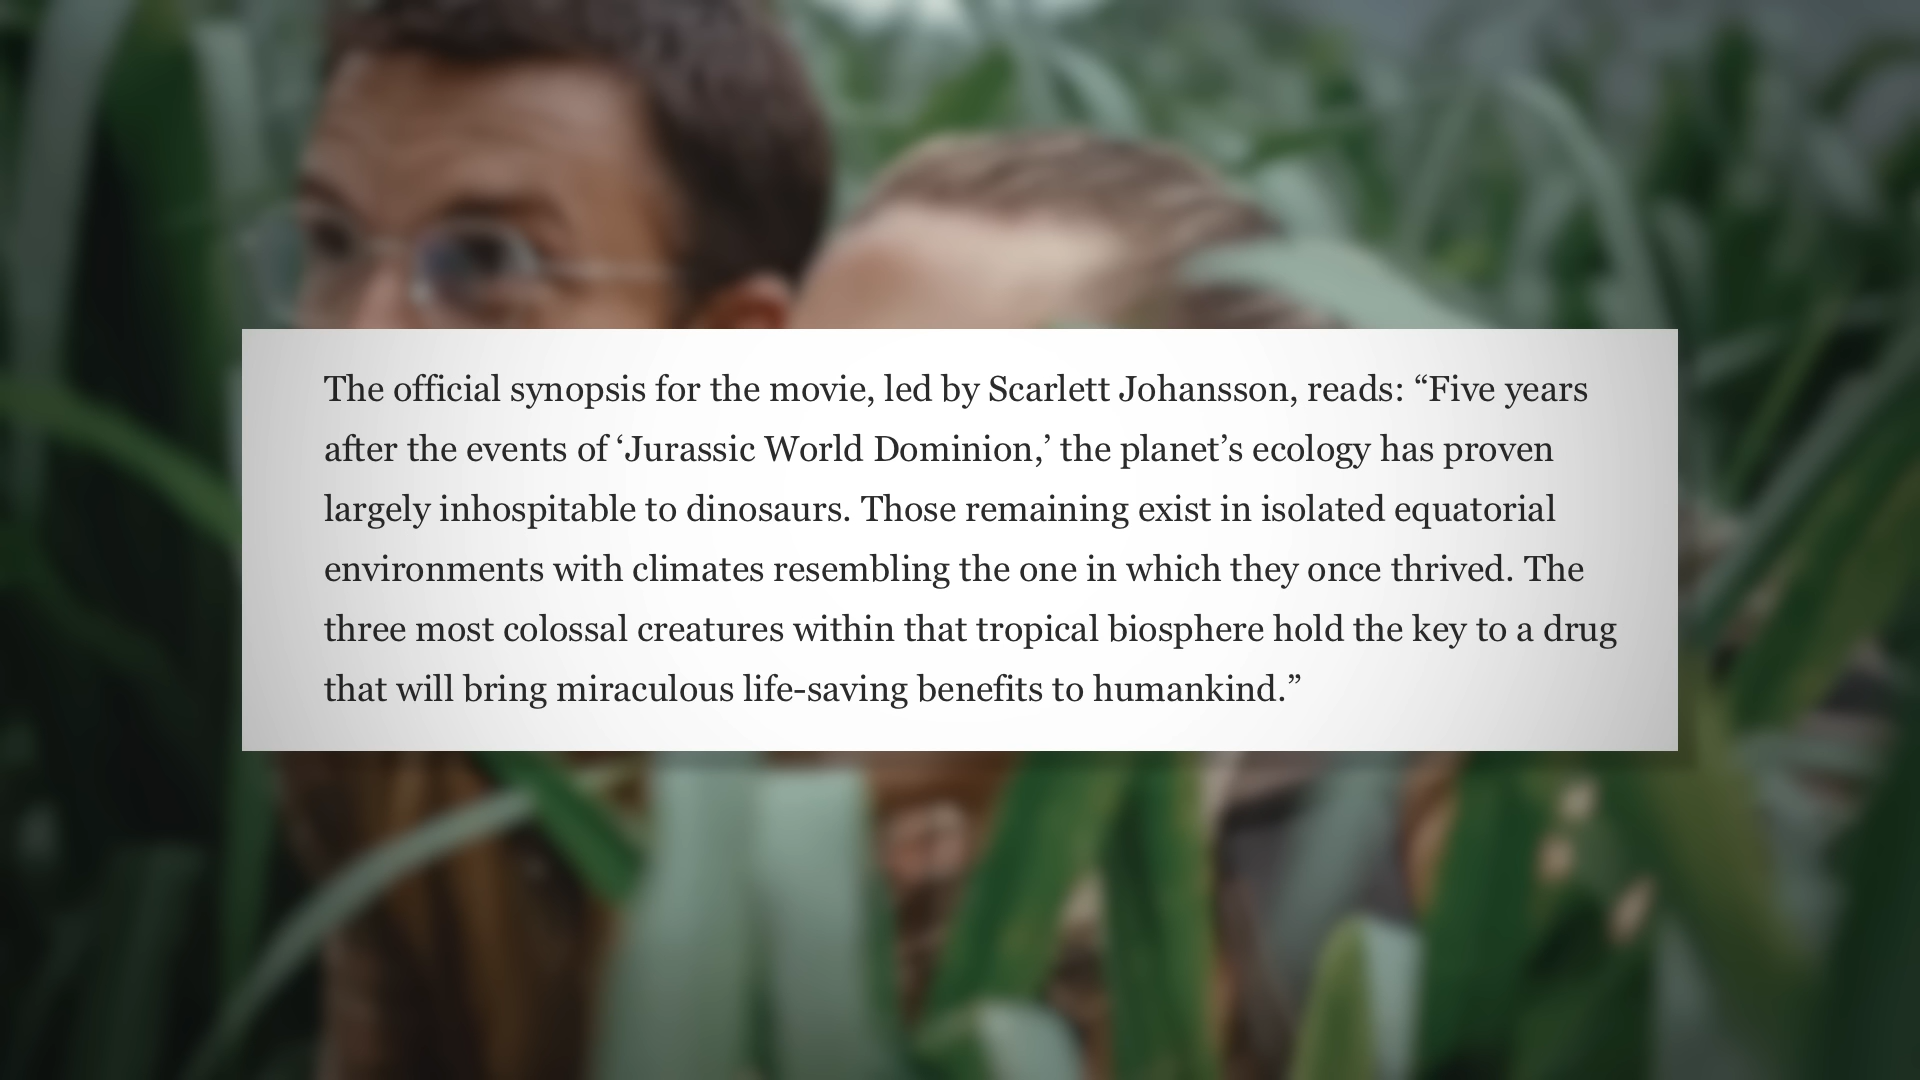 The official synopsis for the movie, led by Scarlett Johansson, reads: “Five years
after the events of ‘Jurassic World Dominion,’ the planet’s ecology has proven
largely inhospitable to dinosaurs. Those remaining exist in isolated equatorial
environments with climates resembling the one in which they once thrived. The
three most colossal creatures within that tropical biosphere hold the key to a drug
that will bring miraculous life-saving benefits to humankind.”